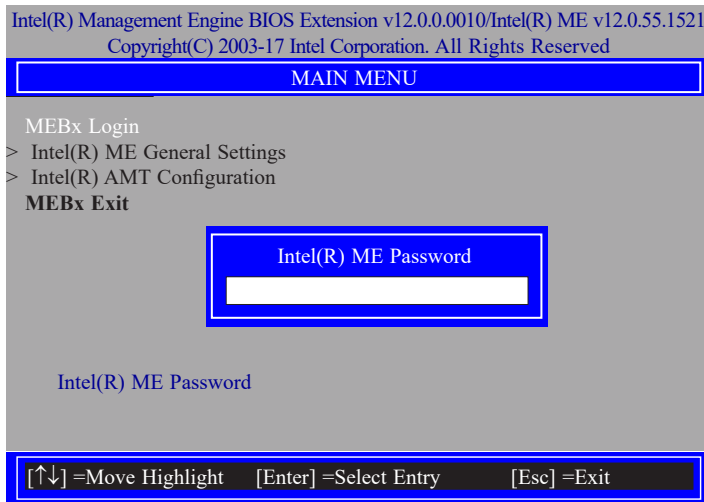 Intel(R) Management Engine BIOS Extension v12.0.0.0010/Intel(R) ME v12.0.55.1521
Copyright(C) 2003-17 Intel Corporation. All Rights Reserved
MAIN MENU
MEBx Login
> Intel(R) ME General Settings
> Intel(R) AMT Configuration
MEBx Exit
Intel(R) ME Password
Intel(R) ME Password
[↑↓] =Move Highlight [Enter] =Select Entry [Esc] =Exit